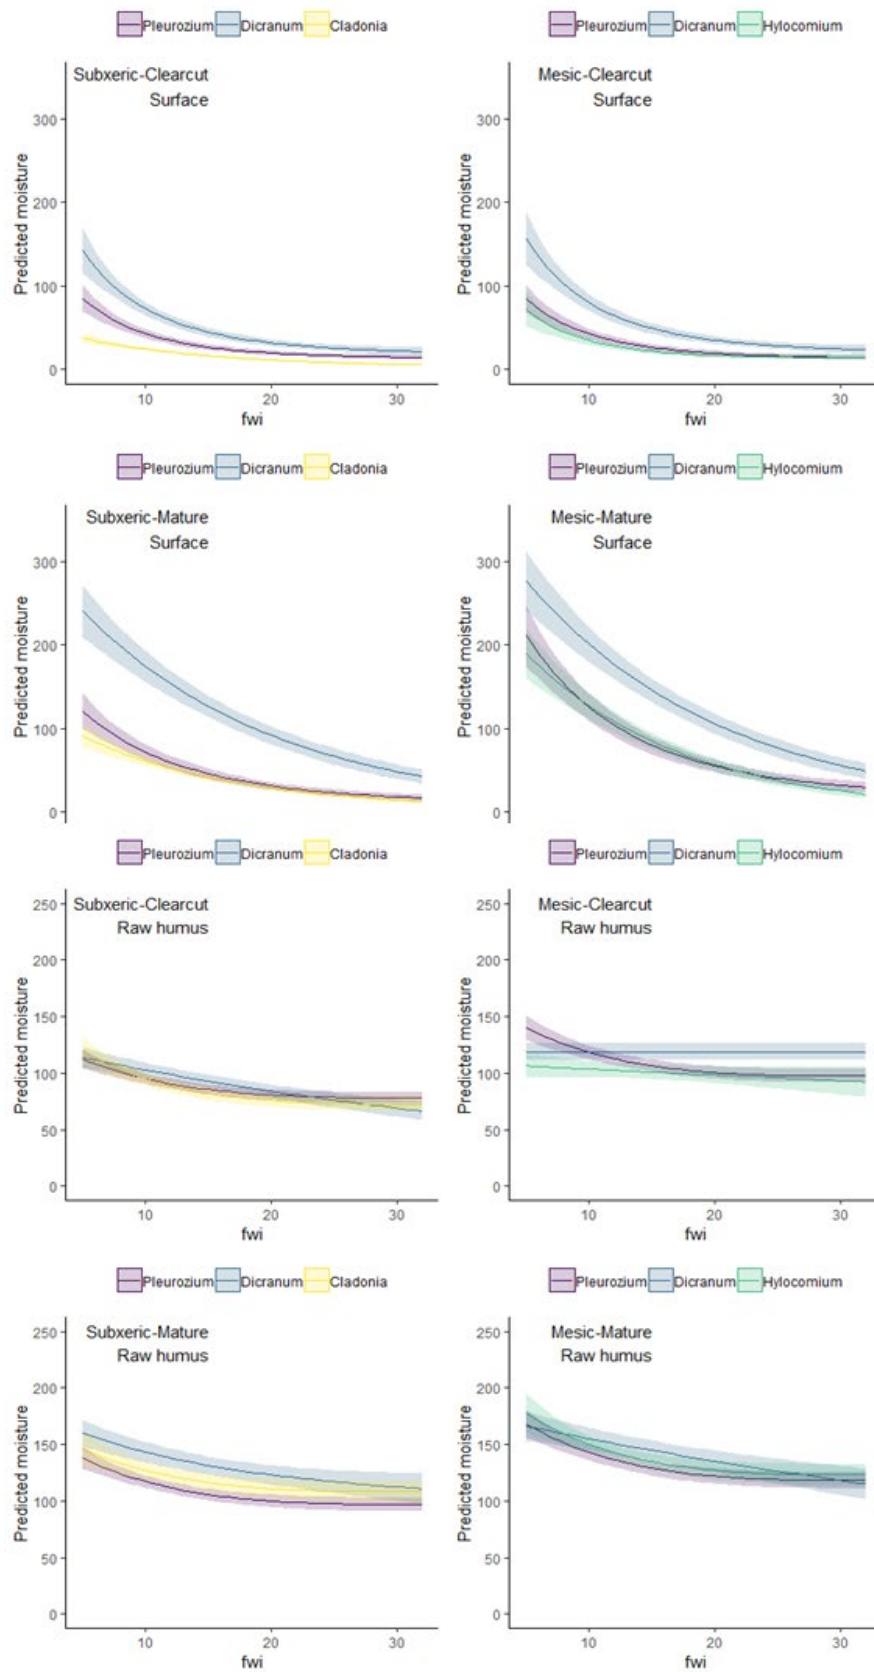 Pleurozium Dicranum Cladonia
Subxeric-Clearcut
Surface
Predicted moisture
300
200
100
0
10 20 30
fwi
Pleurozium Dicranum Hylocomium
Mesic-Clearcut
Surface
Predicted moisture
300
200
100
0
10 20 30
fwi
Pleurozium Dicranum Cladonia
Subxeric-Mature
Surface
Predicted moisture
300
200
100
0
Pleurozium Dicranum Hylocomium
Mesic-Mature
Surface
Predicted moisture
300
200
100
0
Pleurozium Dicranum Cladonia
Subxeric-Clearcut
Raw humus
Predicted moisture
250
200
150
100
50
0
10 20 30
fwi
Pleurozium Dicranum Hylocomium
Mesic-Clearcut
Raw humus
Predicted moisture
250
200
150
100
50
0
10 20 30
fwi
Pleurozium Dicranum Cladonia
Subxeric-Mature
Raw humus
Predicted moisture
250
200
150
100
50
0
10 20 30
fwi
Pleurozium Dicranum Hylocomium
Mesic-Mature
Raw humus
Predicted moisture
250
200
150
100
50
0
10 20 30
fwi